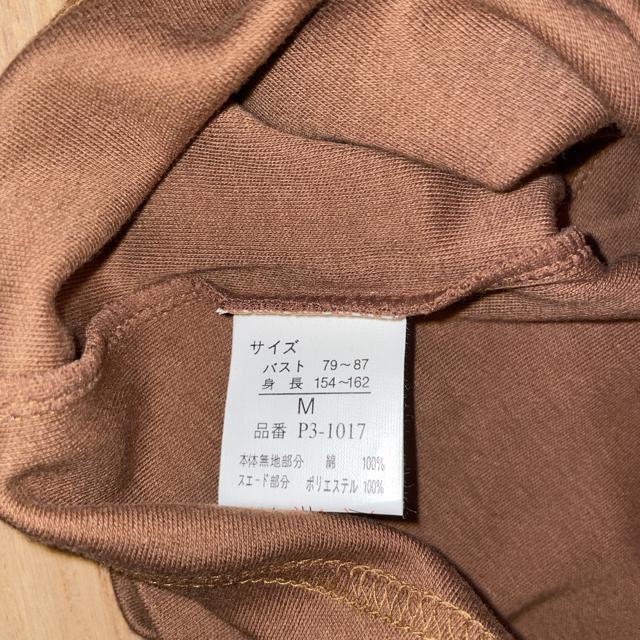 サイズ
バスト 79～87
身長 154～162
M
品番 P3-1017
本体無地部分 綿 100%
スエード部分 ポリエステル 100%